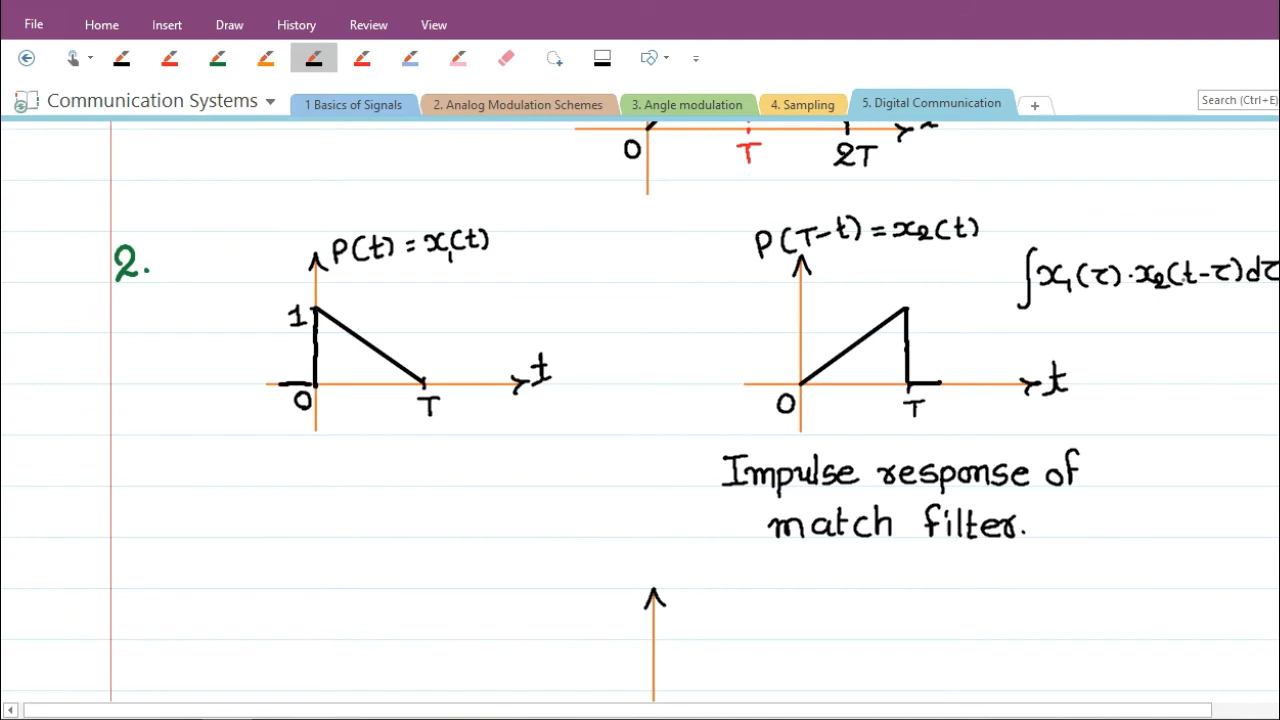 File Home Insert Draw History Review View
Communication Systems 1 Basics of Signals 2. Analog Modulation Schemes 3. Angle modulation 4. Sampling 5. Digital Communication + Search (Ctrl+E)
0 T 2T
2. P(t) = x₁(t) P(T-t) = x₂(t)
∫x₁(τ)·x₂(t-τ)dτ
1
t t
0 T 0 T
Impulse response of
match filter.